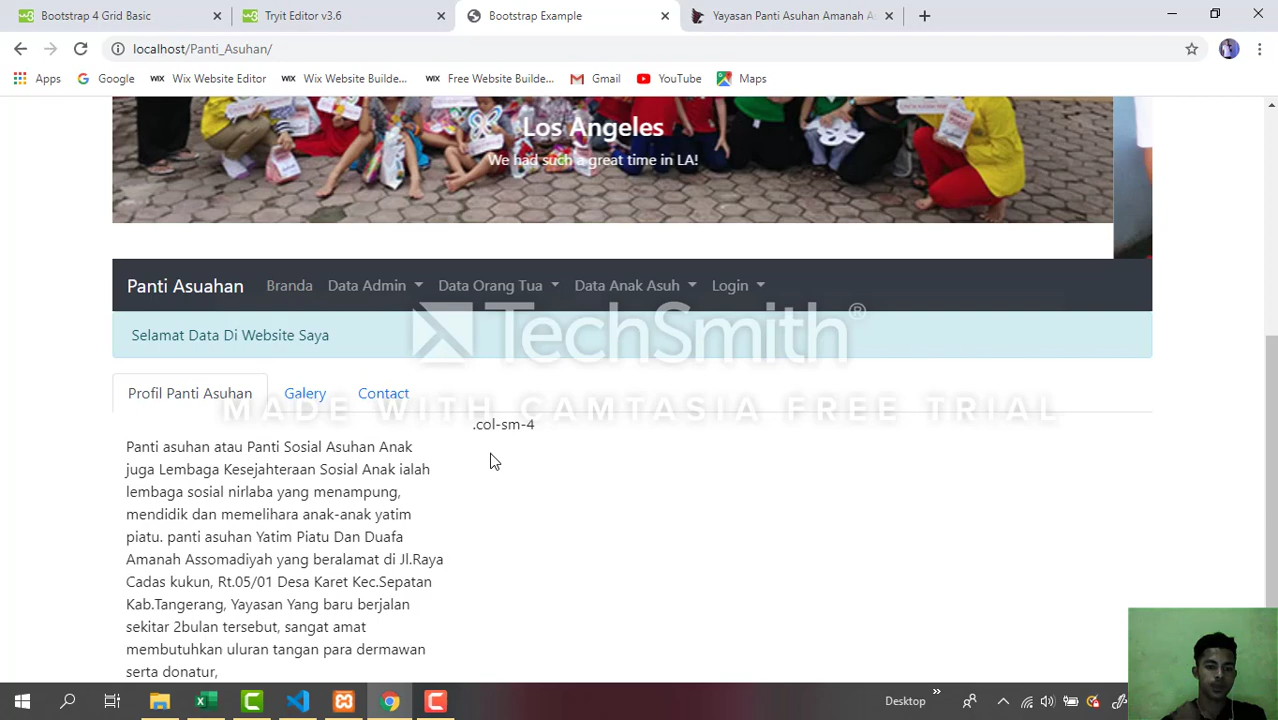 Bootstrap 4 Grid Basic
Tryit Editor v3.6
Bootstrap Example
Yayasan Panti Asuhan Amanah As
localhost/Panti_Asuhan/
Apps
Google
Wix Website Editor
Wix Website Builde...
Free Website Builde...
Gmail
YouTube
Maps
Los Angeles
We had such a great time in LA!
Panti Asuahan
Branda
Data Admin
Data Orang Tua
Data Anak Asuh
Login
Selamat Data Di Website Saya
TechSmith®
MADE WITH CAMTASIA FREE TRIAL
Profil Panti Asuhan
Galery
Contact
.col-sm-4
Panti asuhan atau Panti Sosial Asuhan Anak
juga Lembaga Kesejahteraan Sosial Anak ialah
lembaga sosial nirlaba yang menampung,
mendidik dan memelihara anak-anak yatim
piatu. panti asuhan Yatim Piatu Dan Duafa
Amanah Assomadiyah yang beralamat di Jl.Raya
Cadas kukun, Rt.05/01 Desa Karet Kec.Sepatan
Kab.Tangerang, Yayasan Yang baru berjalan
sekitar 2bulan tersebut, sangat amat
membutuhkan uluran tangan para dermawan
serta donatur,
Desktop